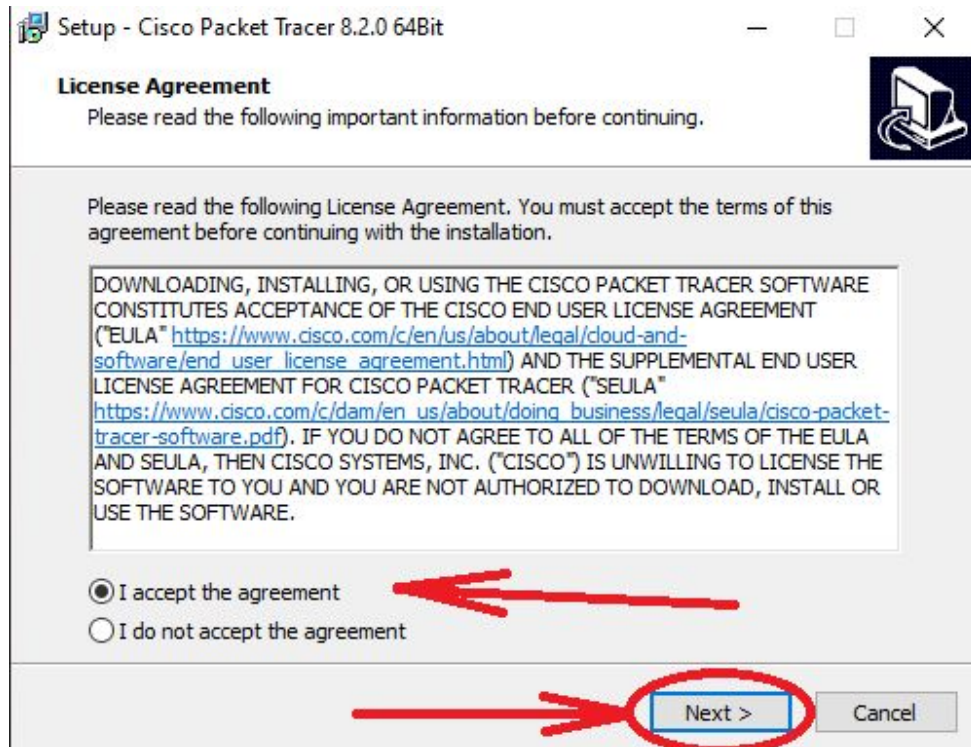 Setup - Cisco Packet Tracer 8.2.0 64Bit
License Agreement
Please read the following important information before continuing.
Please read the following License Agreement. You must accept the terms of this
agreement before continuing with the installation.
DOWNLOADING, INSTALLING, OR USING THE CISCO PACKET TRACER SOFTWARE
CONSTITUTES ACCEPTANCE OF THE CISCO END USER LICENSE AGREEMENT
("EULA" https://www.cisco.com/c/en/us/about/legal/cloud-and-
software/end_user_license_agreement.html) AND THE SUPPLEMENTAL END USER
LICENSE AGREEMENT FOR CISCO PACKET TRACER ("SEULA"
https://www.cisco.com/c/dam/en_us/about/doing_business/legal/seula/cisco-packet-
tracer-software.pdf). IF YOU DO NOT AGREE TO ALL OF THE TERMS OF THE EULA
AND SEULA, THEN CISCO SYSTEMS, INC. ("CISCO") IS UNWILLING TO LICENSE THE
SOFTWARE TO YOU AND YOU ARE NOT AUTHORIZED TO DOWNLOAD, INSTALL OR
USE THE SOFTWARE.
I accept the agreement
I do not accept the agreement
Next > Cancel